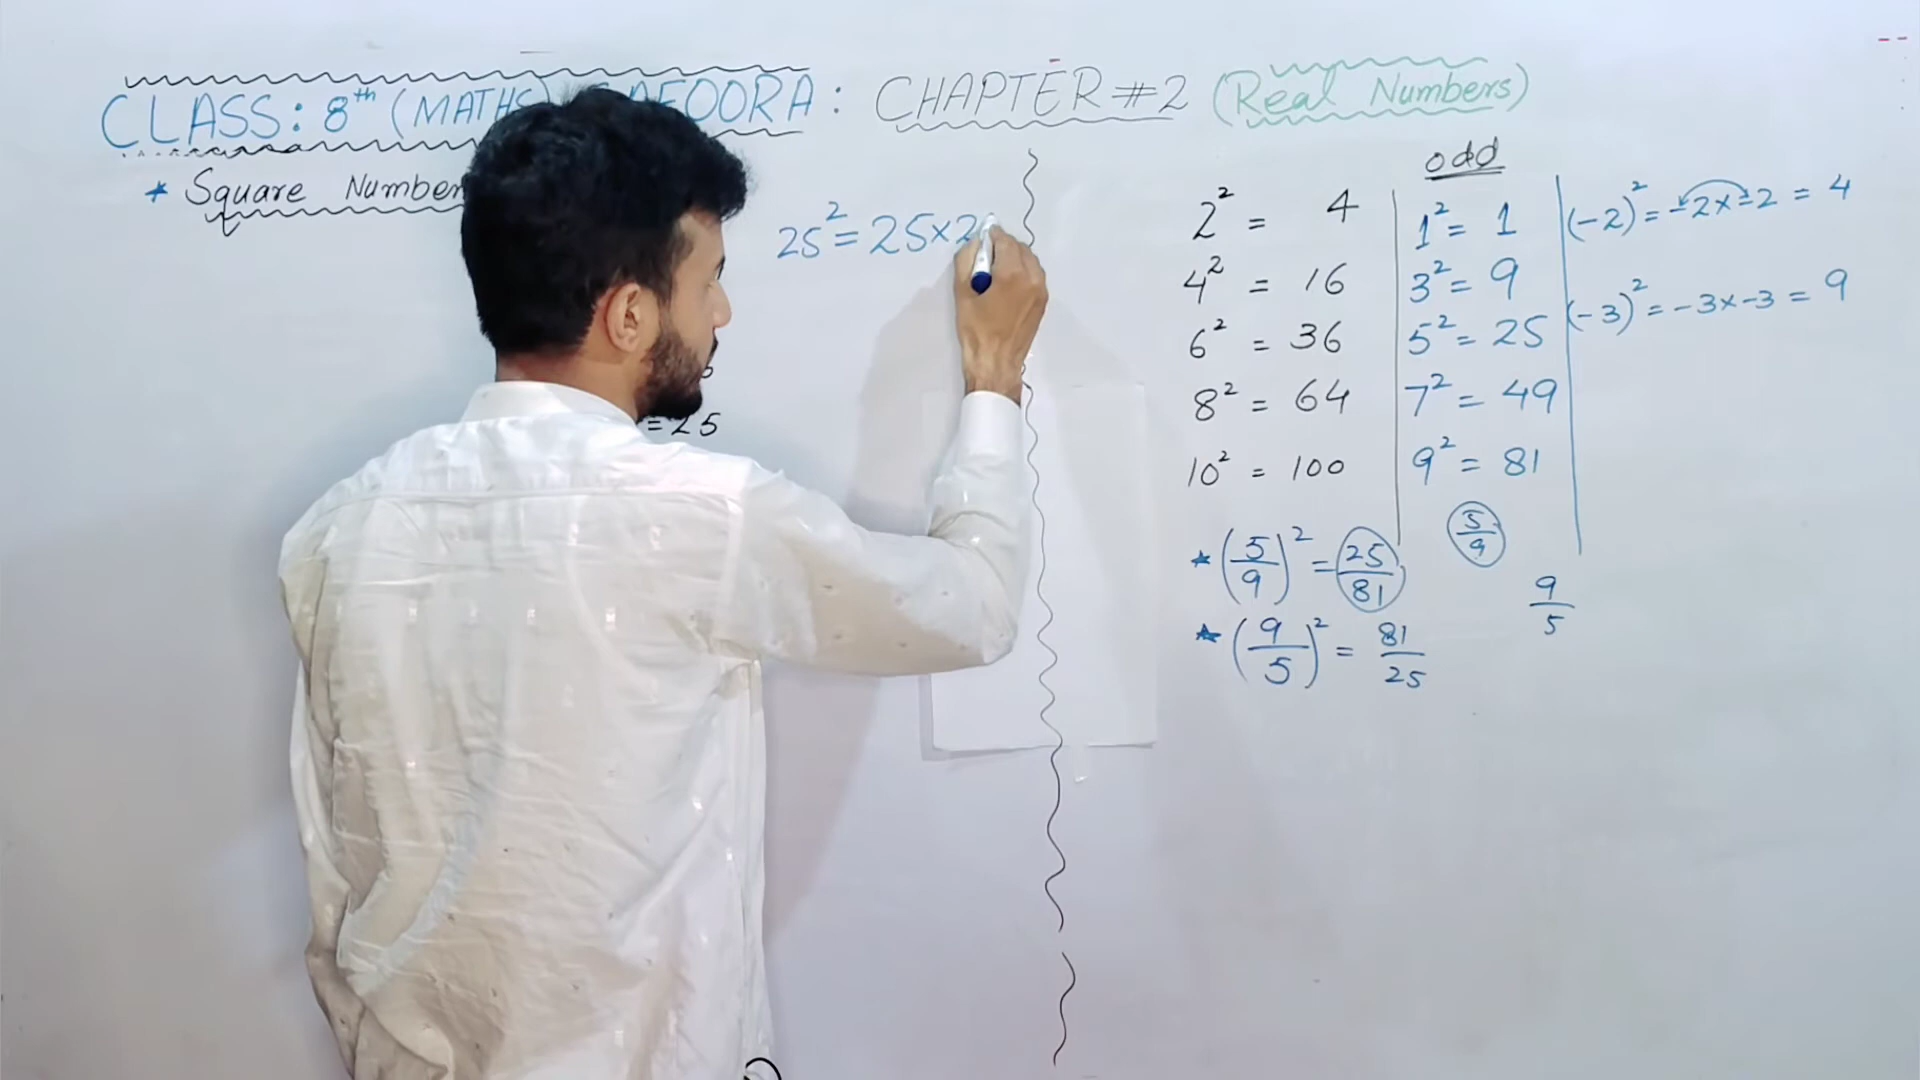 CLASS: 8th (MATHS) : CHAPTER #2 (Real Numbers)
* Square Number
25² = 25×2
= 25
2² = 4
4² = 16
6² = 36
8² = 64
10² = 100
odd
1² = 1
3² = 9
5² = 25
7² = 49
9² = 81
(-2)² = -2×-2 = 4
(-3)² = -3×-3 = 9
* (5/9)² = 25/81
5/9
9/5
* (9/5)² = 81/25